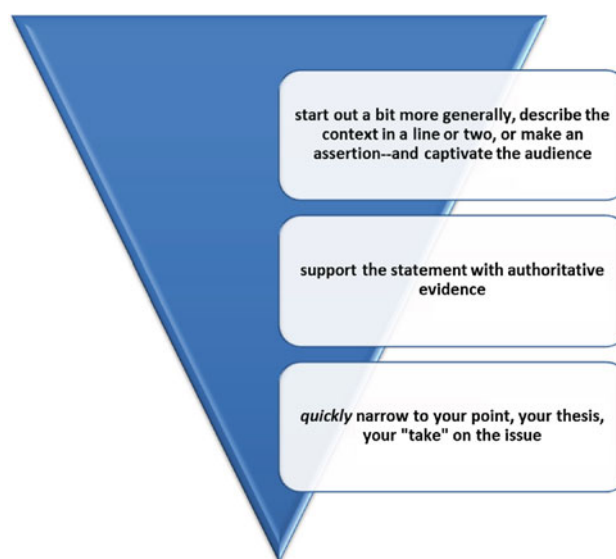 start out a bit more generally, describe the
context in a line or two, or make an
assertion--and captivate the audience
support the statement with authoritative
evidence
quickly narrow to your point, your thesis,
your "take" on the issue